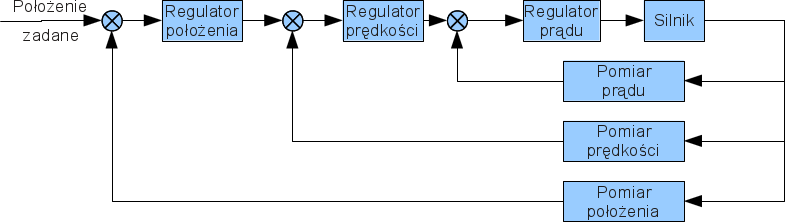 Położenie
zadane
Regulator
położenia
Regulator
prędkości
Regulator
prądu
Silnik
Pomiar
prądu
Pomiar
prędkości
Pomiar
położenia